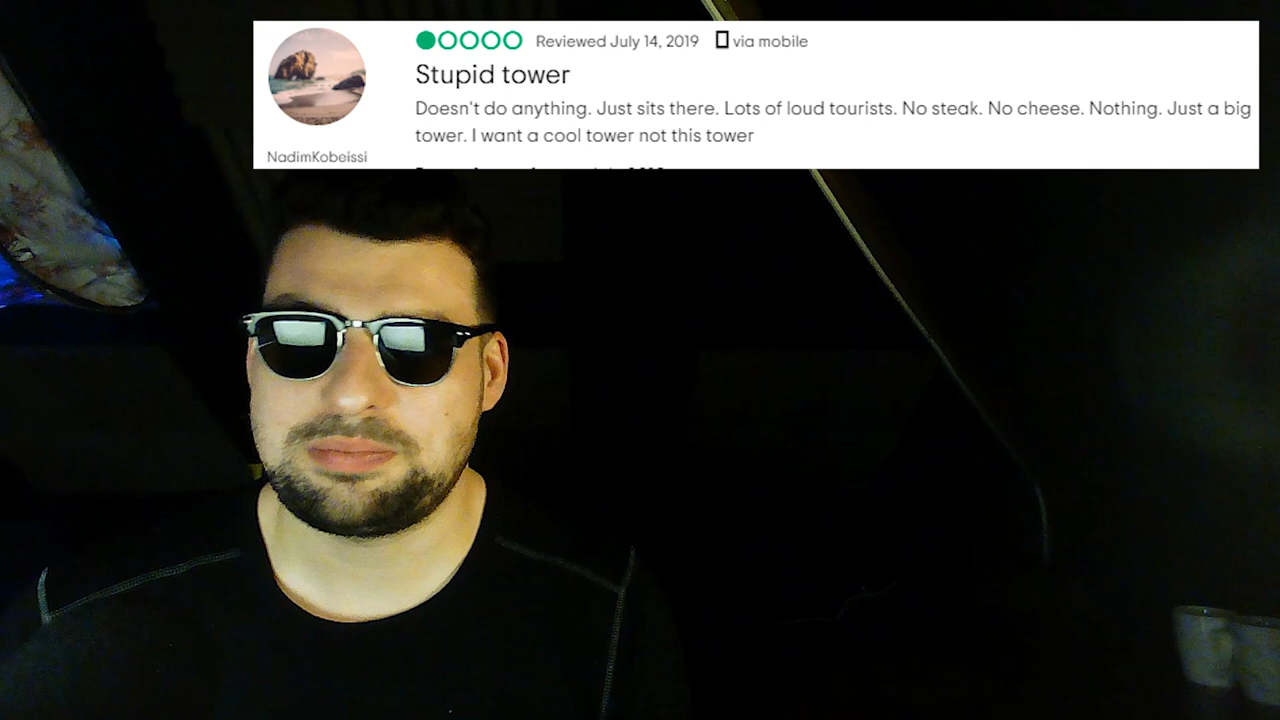 Reviewed July 14, 2019 via mobile
Stupid tower
Doesn't do anything. Just sits there. Lots of loud tourists. No steak. No cheese. Nothing. Just a big
tower. I want a cool tower not this tower
NadimKobeissi